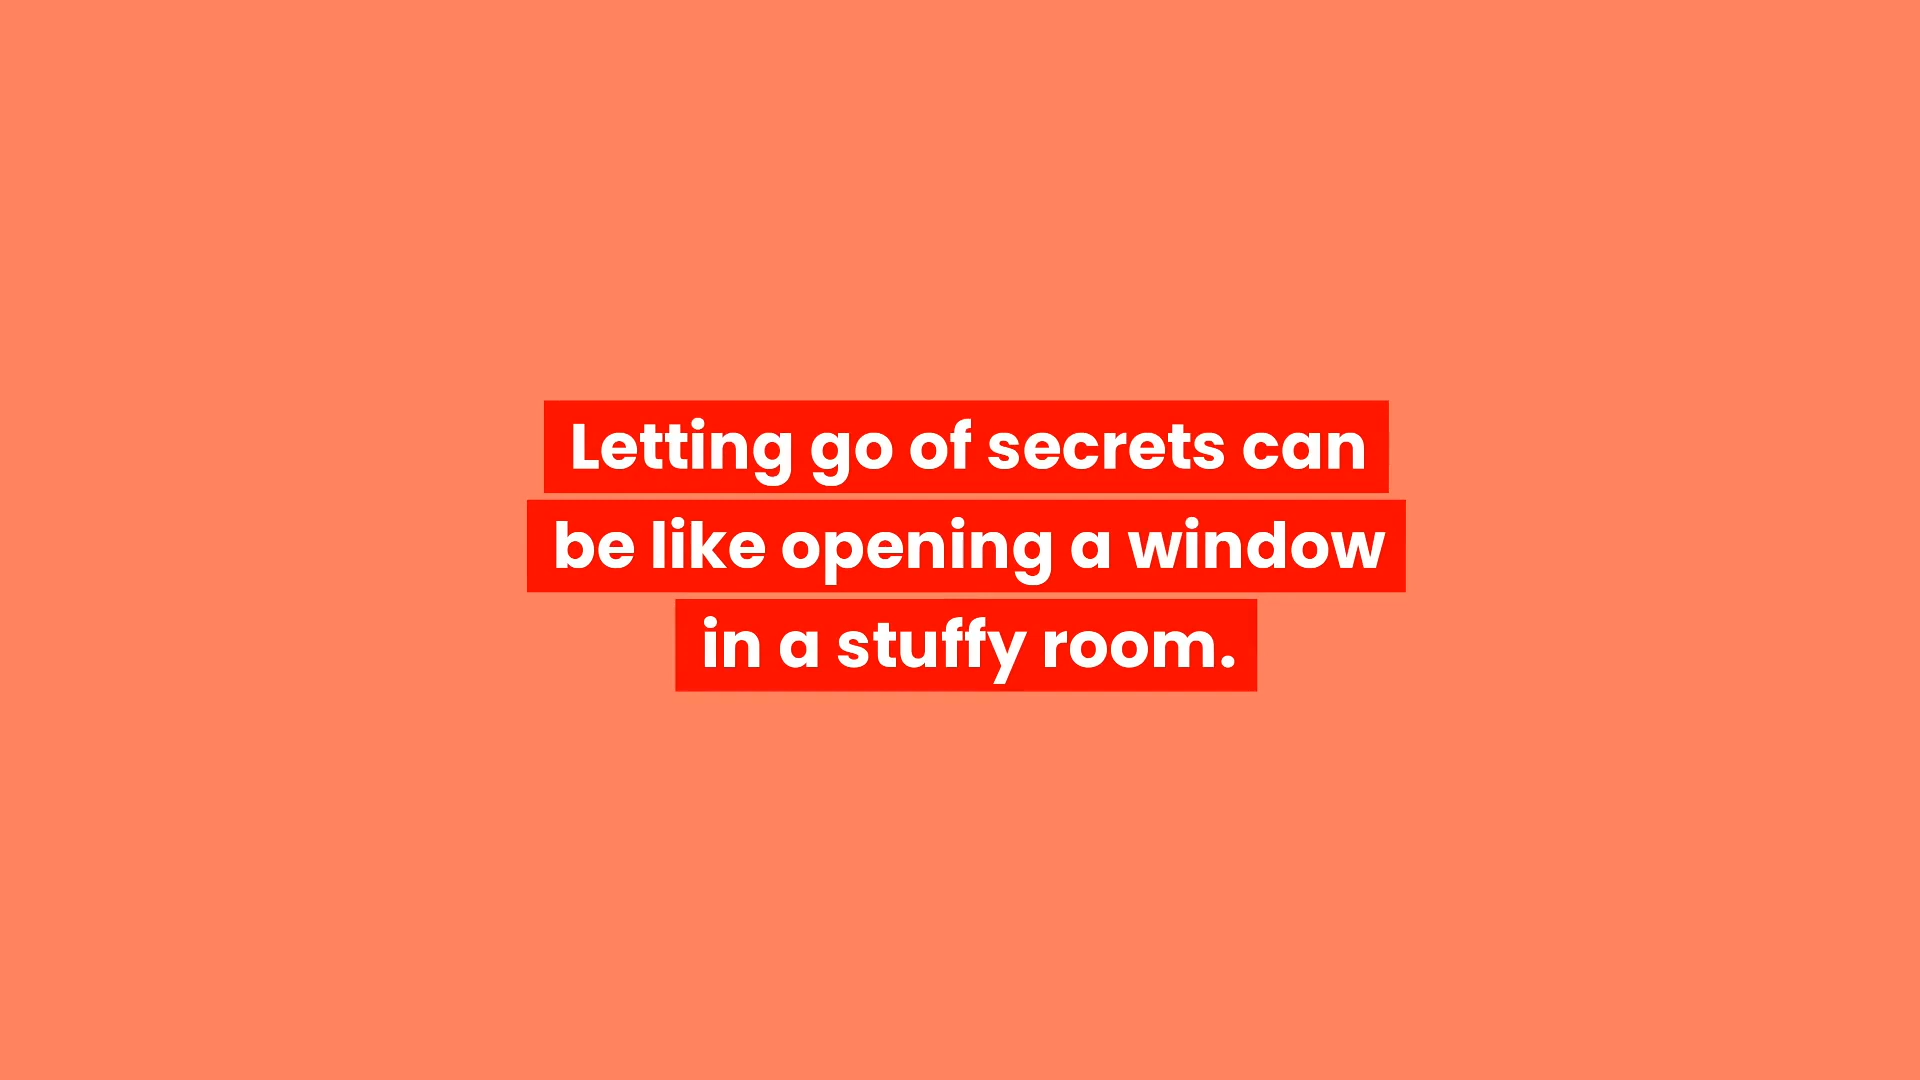 Letting go of secrets can
be like opening a window
in a stuffy room.